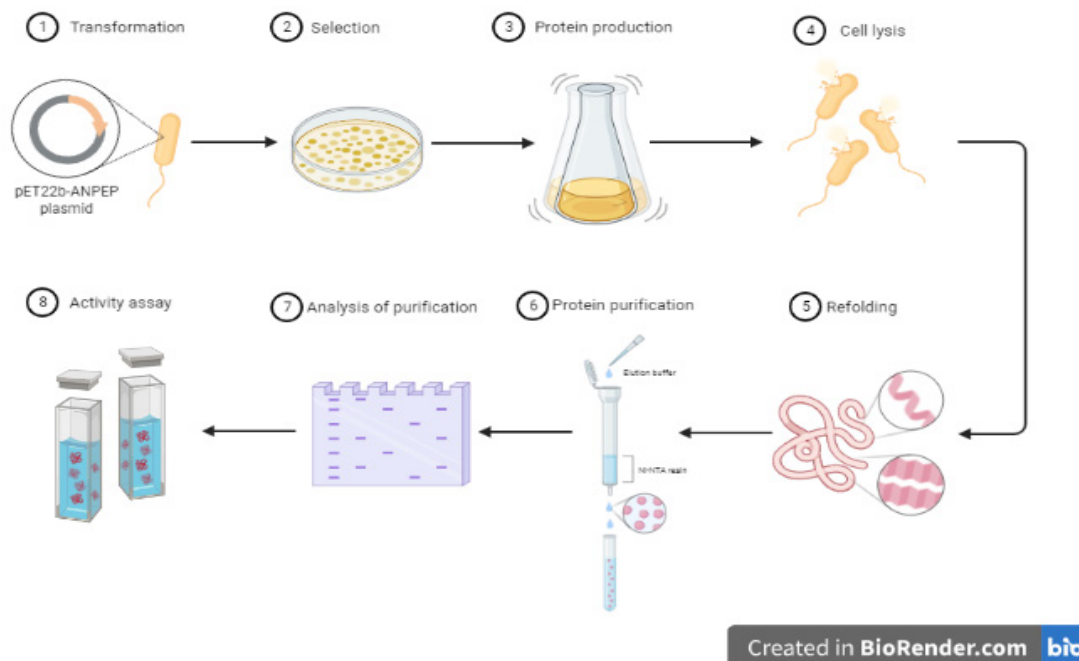 1 Transformation
2 Selection
3 Protein production
4 Cell lysis
pET22b-ANPEP
plasmid
8 Activity assay
7 Analysis of purification
6 Protein purification
5 Refolding
Elution buffer
Ni-NTA resin
Created in BioRender.com bio